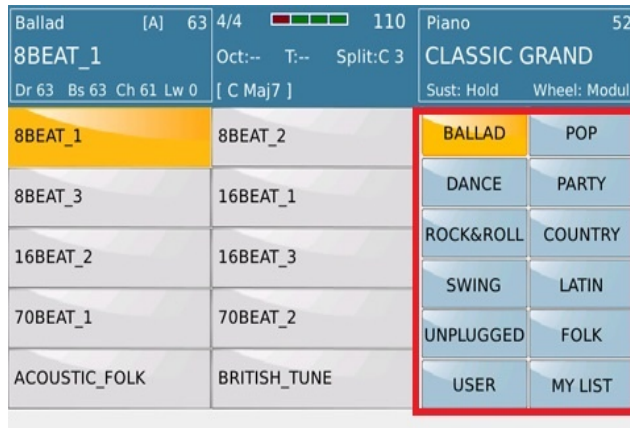 Ballad [A] 63 4/4 110 Piano 52
8BEAT_1 Oct:-- T:-- Split:C 3 CLASSIC GRAND
Dr 63 Bs 63 Ch 61 Lw 0 [ C Maj7 ] Sust: Hold Wheel: Modul
8BEAT_1 8BEAT_2 BALLAD POP
8BEAT_3 16BEAT_1 DANCE PARTY
ROCK&ROLL COUNTRY
16BEAT_2 16BEAT_3 SWING LATIN
70BEAT_1 70BEAT_2 UNPLUGGED FOLK
ACOUSTIC_FOLK BRITISH_TUNE USER MY LIST